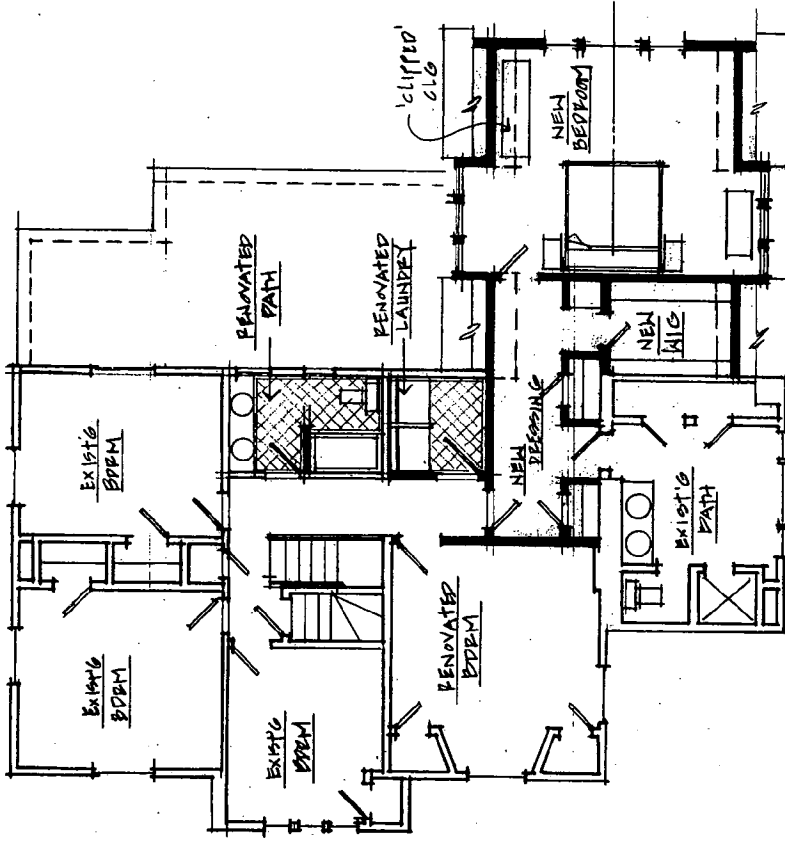 'CLIPPED'
CLG
NEW
BEDROOM
RENOVATED
BATH
RENOVATED
LAUNDRY
NEW
WIC
NEW
DRESSING
EXIST'G
BDRM
EXIST'G
BATH
EXIST'G
BDRM
RENOVATED
BDRM
EXIST'G
BDRM